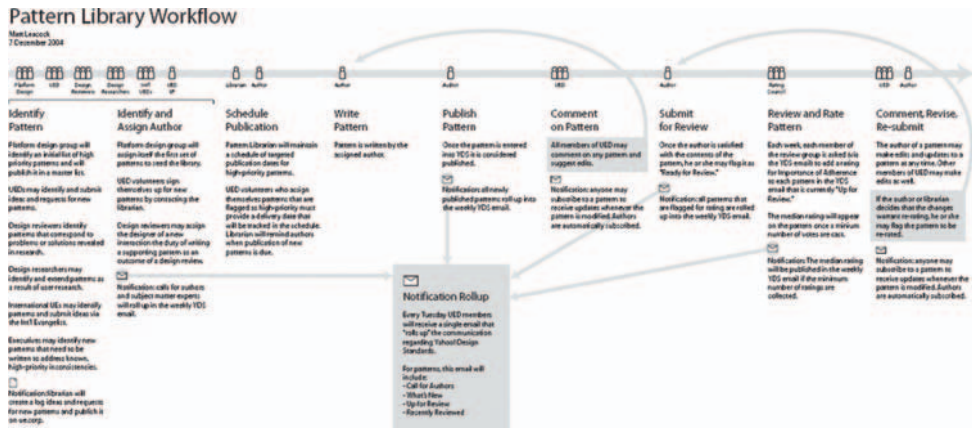 Pattern Library Workflow
Matt Leacock
7 December 2004
Platform
Design
UED
Design
Reviewers
Design
Researchers
Int'l
UEDs
UED
VP
Librarian
Author
Author
Author
UED
Author
Rating
Council
UED
Author
Identify
Pattern
Platform design group will
identify an initial list of high
priority patterns and will
publish it in a master list.
UEDs may identify and submit
ideas and requests for new
patterns.
Design reviewers identify
patterns that correspond to
problems or solutions revealed
in research.
Design researchers may
identify and extend patterns as
a result of user research.
International UEs may identify
patterns and submit ideas via
the Int'l Evangelist.
Executives may identify new
patterns that need to be
written to address known,
high-priority inconsistencies.
Notification: librarian will
create a log ideas and requests
for new patterns and publish it
on ue.corp.
Identify and
Assign Author
Platform design group will
assign itself the first set of
patterns to seed the library.
UED volunteers sign
themselves up for new
patterns by contacting the
librarian.
Design reviewers may assign
the designer of a new
interaction the duty of writing
a supporting pattern as an
outcome of a design review.
Notification: calls for authors
and subject matter experts
will roll up in the weekly YDS
email.
Schedule
Publication
Pattern Librarian will maintain
a schedule of targeted
publication dates for
high-priority patterns.
UED volunteers who assign
themselves patterns that are
flagged as high-priority must
provide a delivery date that
will be tracked in the schedule.
Librarian will remind authors
when publication of new
patterns is due.
Write
Pattern
Pattern is written by the
assigned author.
Publish
Pattern
Once the pattern is entered
into YDS it is considered
published.
Notification: all newly
published patterns roll up into
the weekly YDS email.
Comment
on Pattern
All members of UED may
comment on any pattern and
suggest edits.
Notification: anyone may
subscribe to a pattern to
receive updates whenever the
pattern is modified. Authors
are automatically subscribed.
Submit
for Review
Once the author is satisfied
with the contents of the
pattern, he or she may flag it as
"Ready for Review."
Notification: all patterns that
are flagged for rating are rolled
up into the weekly YDS email.
Review and Rate
Pattern
Each week, each member of
the review group is asked via
the YDS email to add a rating
for Importance of Adherence
to each pattern in the YDS
email that is currently "Up for
Review."
The median rating will appear
on the pattern once a minimum
number of votes are cast.
Notification: The median rating
will be published in the weekly
YDS email if the minimum
number of ratings are
collected.
Comment, Revise,
Re-submit
The author of a pattern may
make edits and updates to a
pattern at any time. Other
members of UED may make
edits as well.
If the author or librarian
decides that the changes
warrant re-rating, he or she
may flag the pattern to be
re-rated.
Notification: anyone may
subscribe to a pattern to
receive updates whenever the
pattern is modified. Authors
are automatically subscribed.
Notification Rollup
Every Tuesday UED members
will receive a single email that
"rolls up" the communication
regarding Yahoo! Design
Standards.
For patterns, this email will
include:
• Call for Authors
• What's New
• Up for Review
• Recently Reviewed